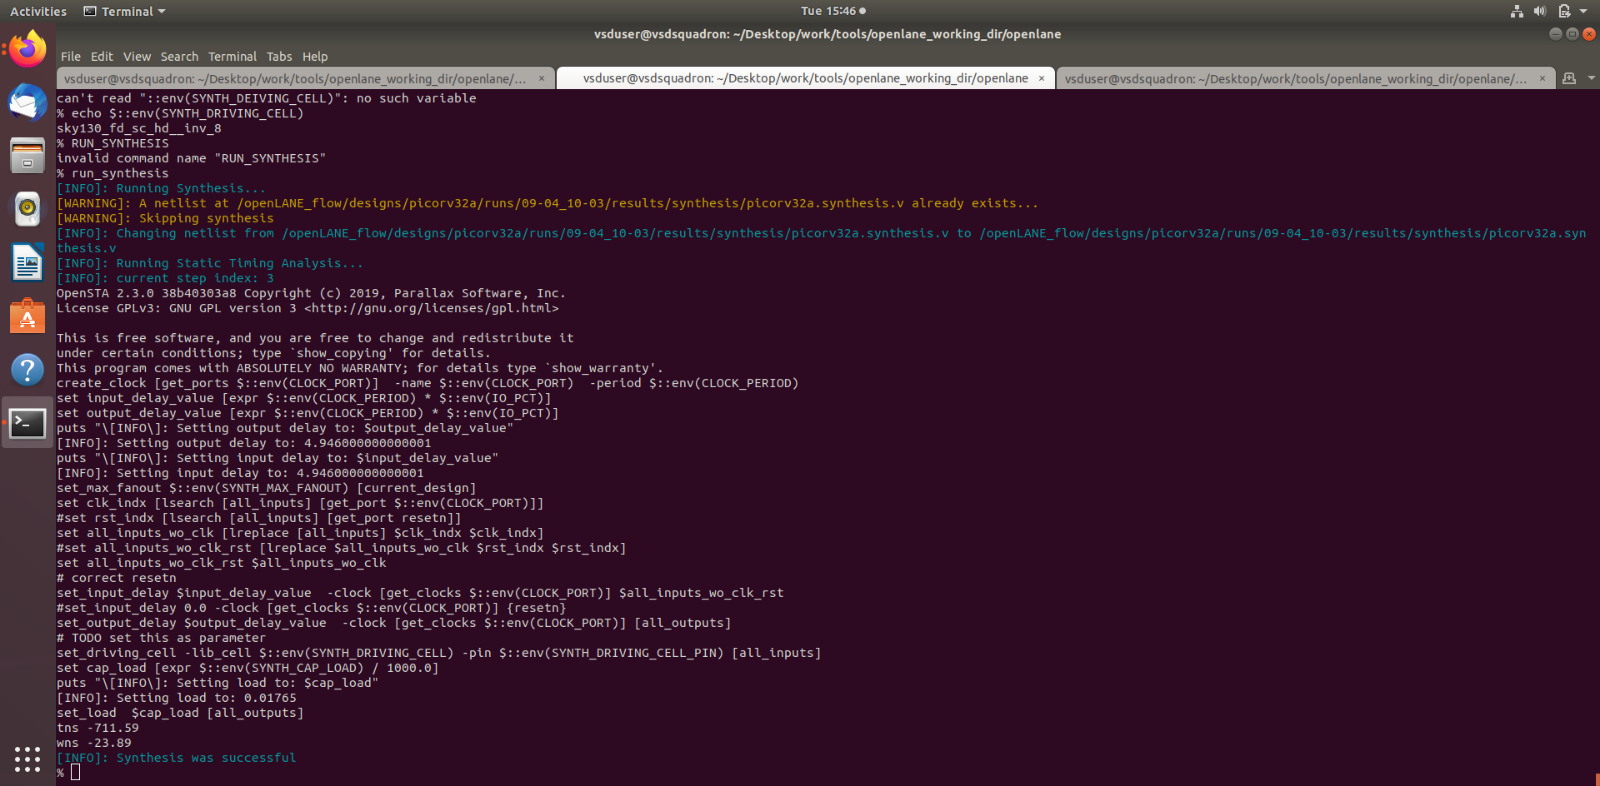 Activities
Terminal
Tue 15:46
vsduser@vsdsquadron: ~/Desktop/work/tools/openlane_working_dir/openlane
File Edit View Search Terminal Tabs Help
vsduser@vsdsquadron: ~/Desktop/work/tools/openlane_working_dir/openlane/... × vsduser@vsdsquadron: ~/Desktop/work/tools/openlane_working_dir/openlane × vsduser@vsdsquadron: ~/Desktop/work/tools/openlane_working_dir/openlane/... ×
can't read "::env(SYNTH_DEIVING_CELL)": no such variable
% echo $::env(SYNTH_DRIVING_CELL)
sky130_fd_sc_hd__inv_8
% RUN_SYNTHESIS
invalid command name "RUN_SYNTHESIS"
% run_synthesis
[INFO]: Running Synthesis...
[WARNING]: A netlist at /openLANE_flow/designs/picorv32a/runs/09-04_10-03/results/synthesis/picorv32a.synthesis.v already exists...
[WARNING]: Skipping synthesis
[INFO]: Changing netlist from /openLANE_flow/designs/picorv32a/runs/09-04_10-03/results/synthesis/picorv32a.synthesis.v to /openLANE_flow/designs/picorv32a/runs/09-04_10-03/results/synthesis/picorv32a.syn
thesis.v
[INFO]: Running Static Timing Analysis...
[INFO]: current step index: 3
OpenSTA 2.3.0 38b40303a8 Copyright (c) 2019, Parallax Software, Inc.
License GPLv3: GNU GPL version 3 <http://gnu.org/licenses/gpl.html>
This is free software, and you are free to change and redistribute it
under certain conditions; type `show_copying' for details.
This program comes with ABSOLUTELY NO WARRANTY; for details type `show_warranty'.
create_clock [get_ports $::env(CLOCK_PORT)]  -name $::env(CLOCK_PORT)  -period $::env(CLOCK_PERIOD)
set input_delay_value [expr $::env(CLOCK_PERIOD) * $::env(IO_PCT)]
set output_delay_value [expr $::env(CLOCK_PERIOD) * $::env(IO_PCT)]
puts "\[INFO\]: Setting output delay to: $output_delay_value"
[INFO]: Setting output delay to: 4.946000000000001
puts "\[INFO\]: Setting input delay to: $input_delay_value"
[INFO]: Setting input delay to: 4.946000000000001
set_max_fanout $::env(SYNTH_MAX_FANOUT) [current_design]
set clk_indx [lsearch [all_inputs] [get_port $::env(CLOCK_PORT)]]
#set rst_indx [lsearch [all_inputs] [get_port resetn]]
set all_inputs_wo_clk [lreplace [all_inputs] $clk_indx $clk_indx]
#set all_inputs_wo_clk_rst [lreplace $all_inputs_wo_clk $rst_indx $rst_indx]
set all_inputs_wo_clk_rst $all_inputs_wo_clk
# correct resetn
set_input_delay $input_delay_value  -clock [get_clocks $::env(CLOCK_PORT)] $all_inputs_wo_clk_rst
#set_input_delay 0.0 -clock [get_clocks $::env(CLOCK_PORT)] {resetn}
set_output_delay $output_delay_value  -clock [get_clocks $::env(CLOCK_PORT)] [all_outputs]
# TODO set this as parameter
set_driving_cell -lib_cell $::env(SYNTH_DRIVING_CELL) -pin $::env(SYNTH_DRIVING_CELL_PIN) [all_inputs]
set cap_load [expr $::env(SYNTH_CAP_LOAD) / 1000.0]
puts "\[INFO\]: Setting load to: $cap_load"
[INFO]: Setting load to: 0.01765
set_load  $cap_load [all_outputs]
tns -711.59
wns -23.89
[INFO]: Synthesis was successful
%